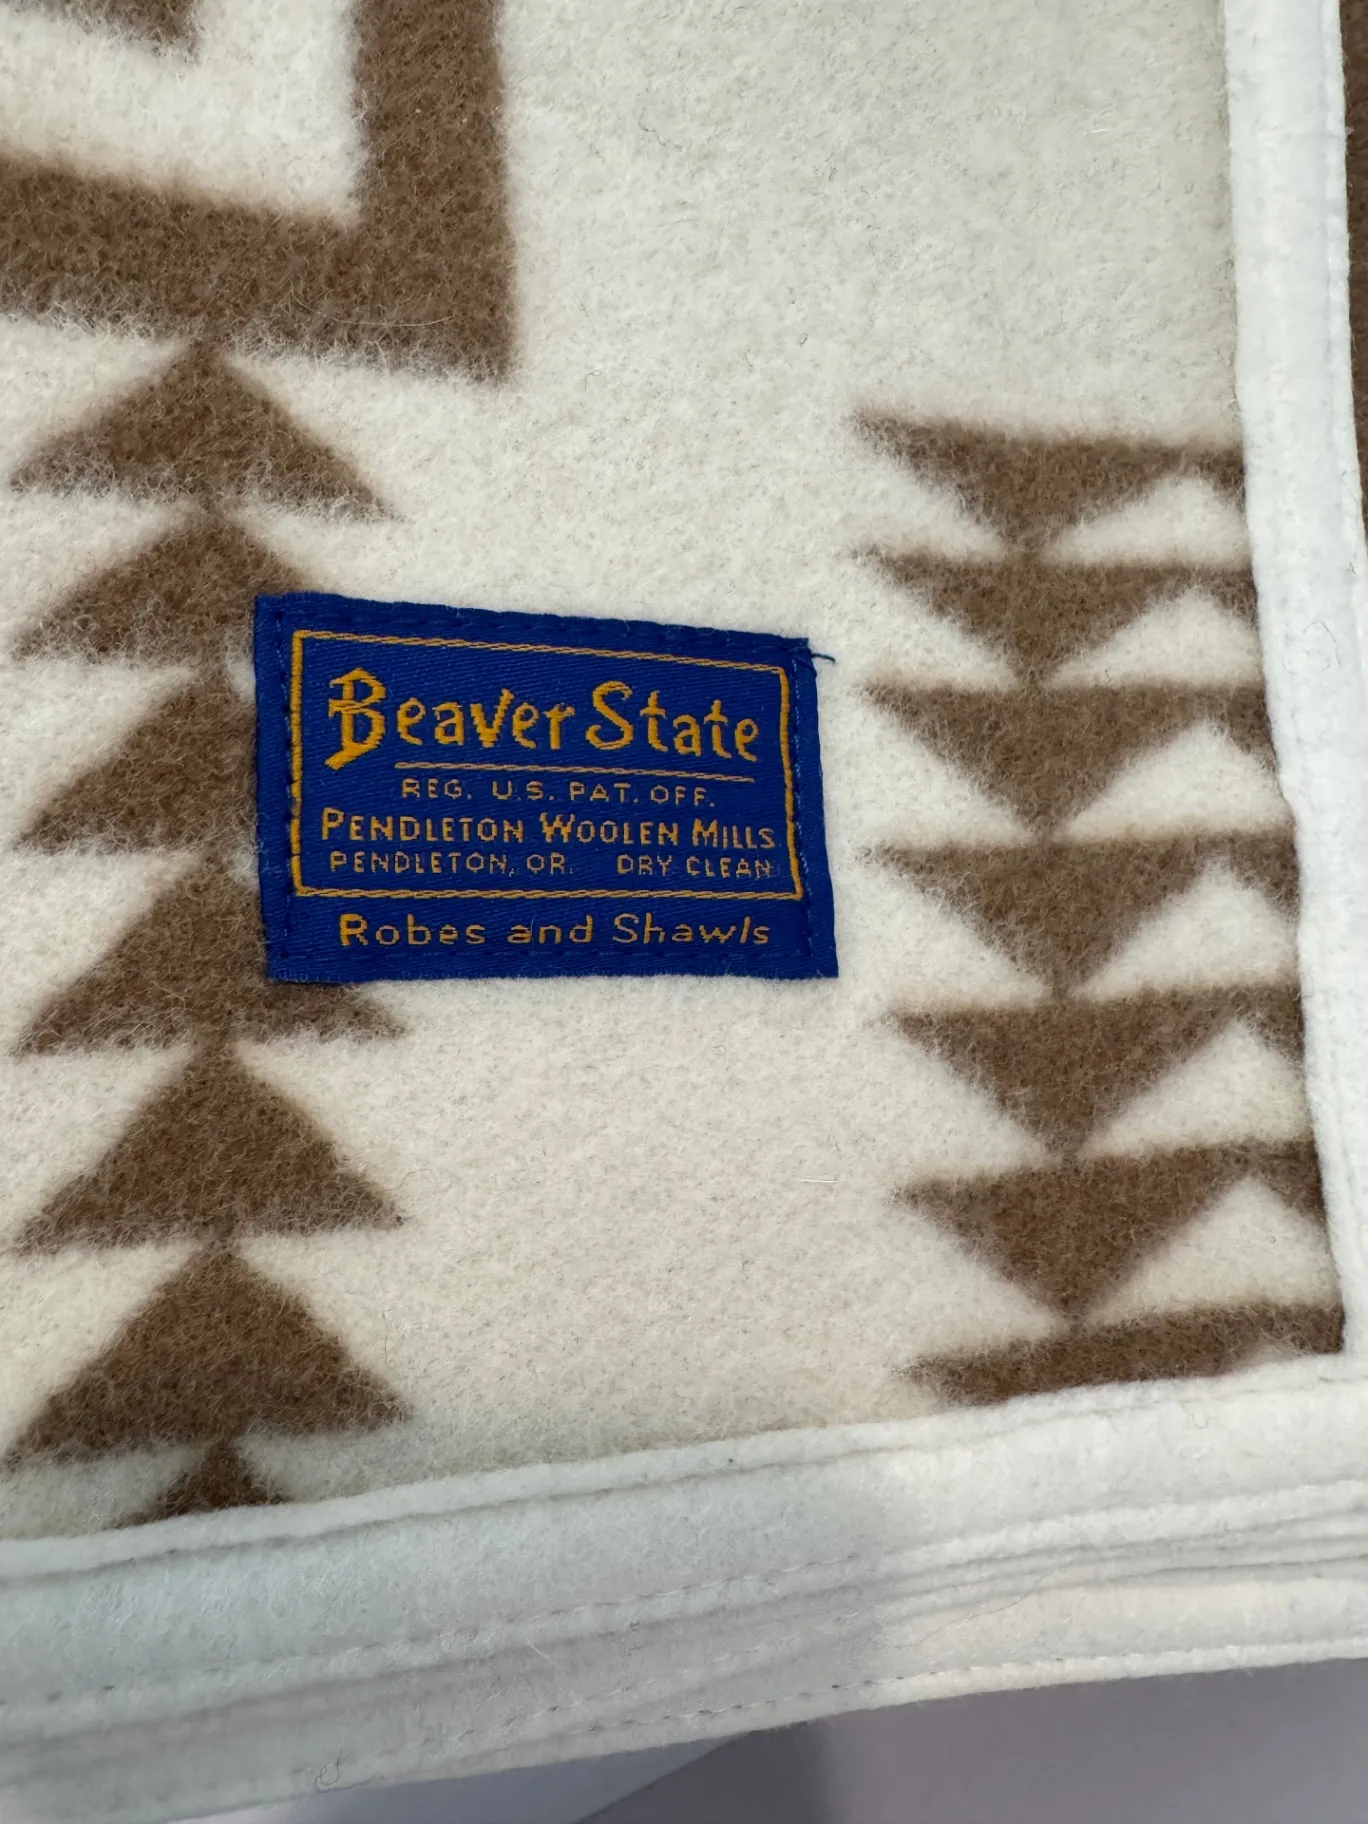 Beaver State
REG. U.S. PAT. OFF.
PENDLETON WOOLEN MILLS
PENDLETON, OR. DRY CLEAN
Robes and Shawls